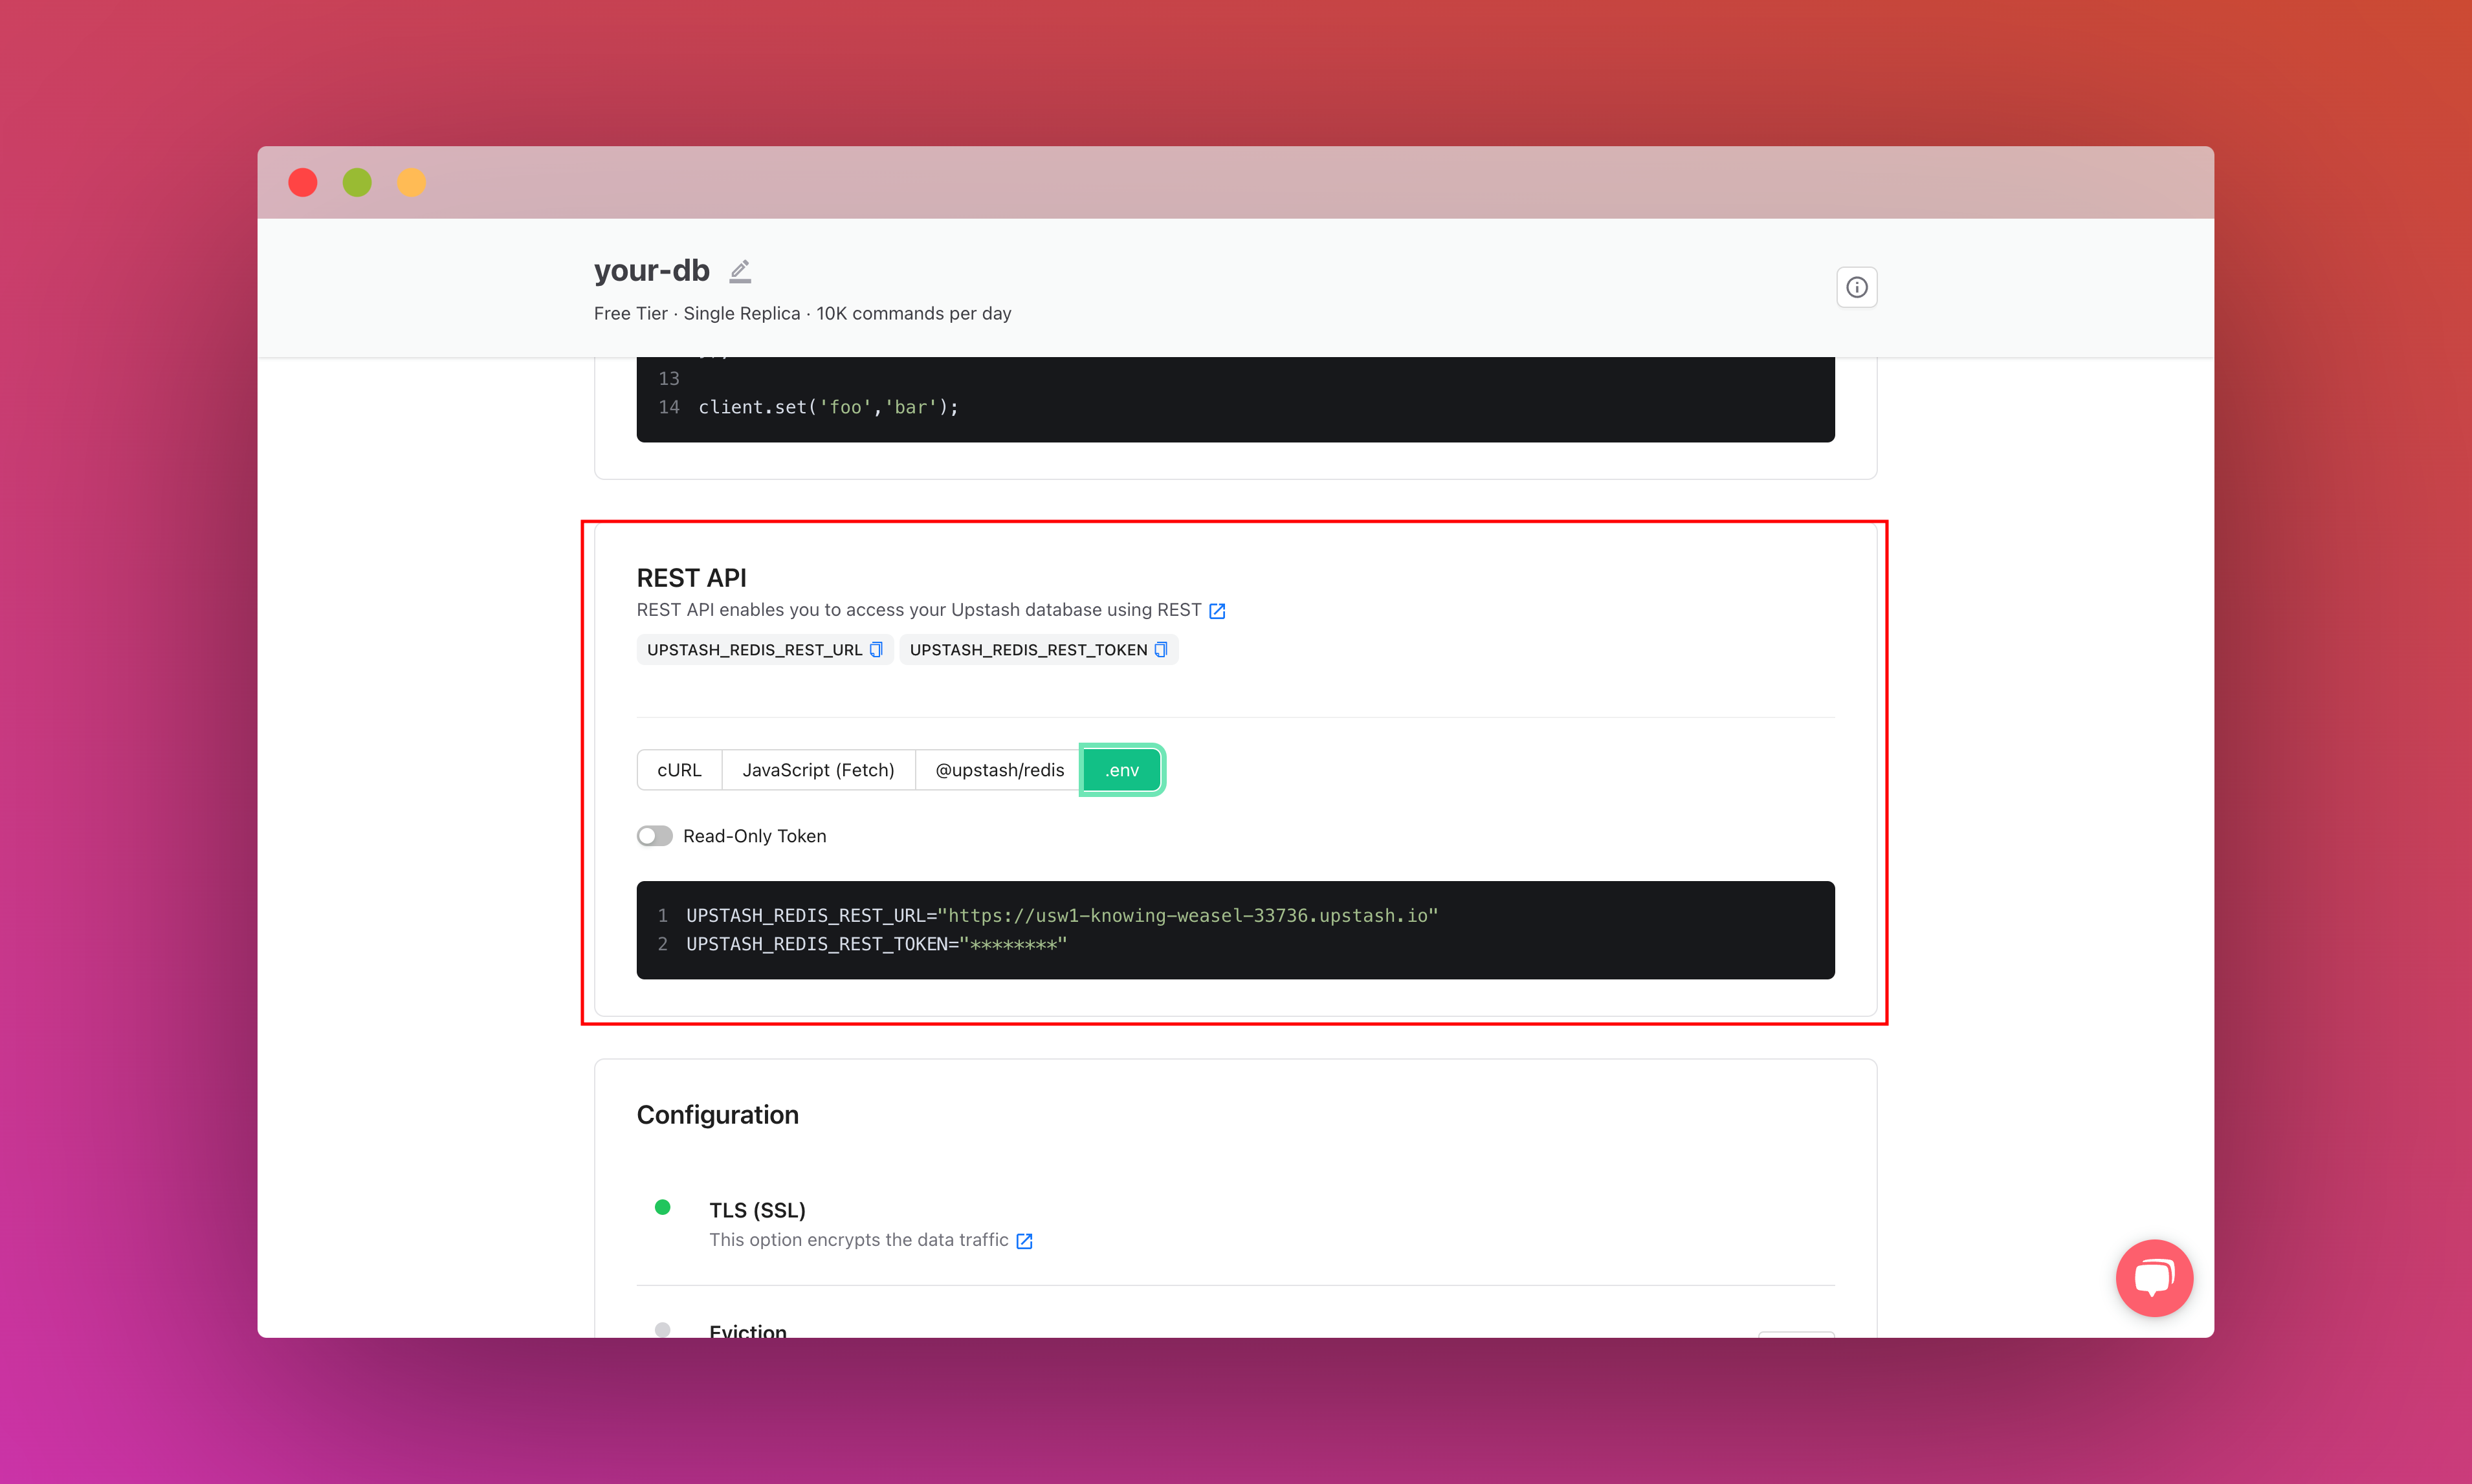 your-db
Free Tier · Single Replica · 10K commands per day
13
14 client.set('foo','bar');
REST API
REST API enables you to access your Upstash database using REST
UPSTASH_REDIS_REST_URL UPSTASH_REDIS_REST_TOKEN
cURL JavaScript (Fetch) @upstash/redis .env
Read-Only Token
1 UPSTASH_REDIS_REST_URL="https://usw1-knowing-weasel-33736.upstash.io"
2 UPSTASH_REDIS_REST_TOKEN="********"
Configuration
TLS (SSL)
This option encrypts the data traffic
Eviction